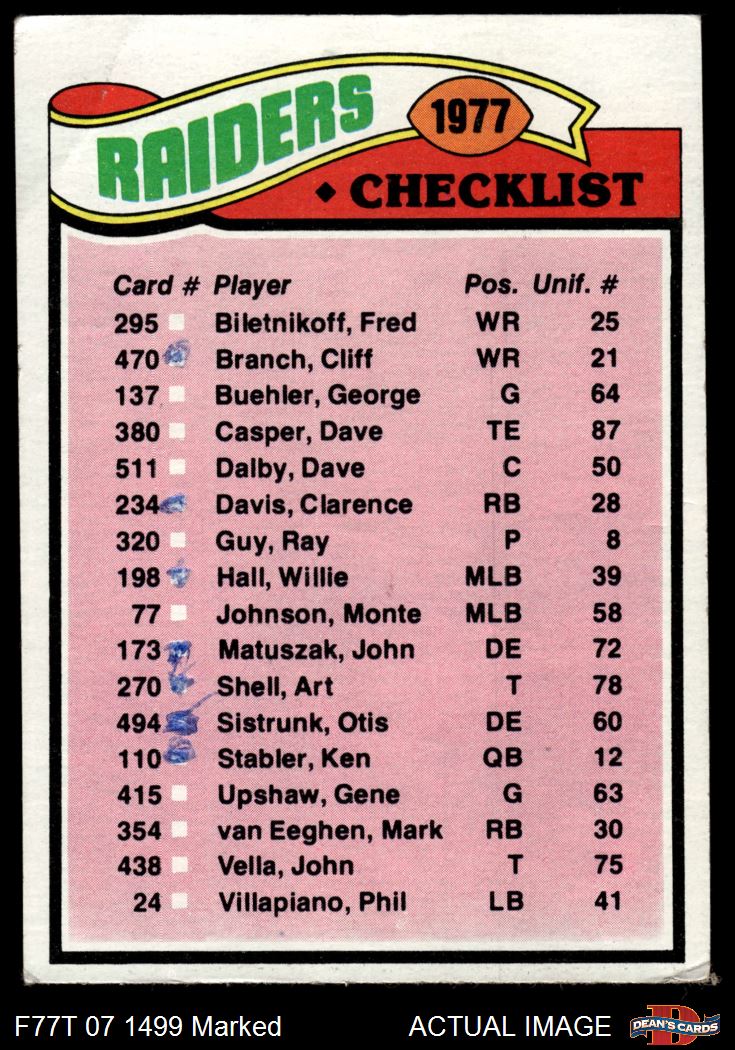 RAIDERS
1977
◆ CHECKLIST
Card # Player Pos. Unif. #
295 Biletnikoff, Fred WR 25
470 Branch, Cliff WR 21
137 Buehler, George G 64
380 Casper, Dave TE 87
511 Dalby, Dave C 50
234 Davis, Clarence RB 28
320 Guy, Ray P 8
198 Hall, Willie MLB 39
77 Johnson, Monte MLB 58
173 Matuszak, John DE 72
270 Shell, Art T 78
494 Sistrunk, Otis DE 60
110 Stabler, Ken QB 12
415 Upshaw, Gene G 63
354 van Eeghen, Mark RB 30
438 Vella, John T 75
24 Villapiano, Phil LB 41
F77T 07 1499 Marked ACTUAL IMAGE
D
DEAN'S CARDS